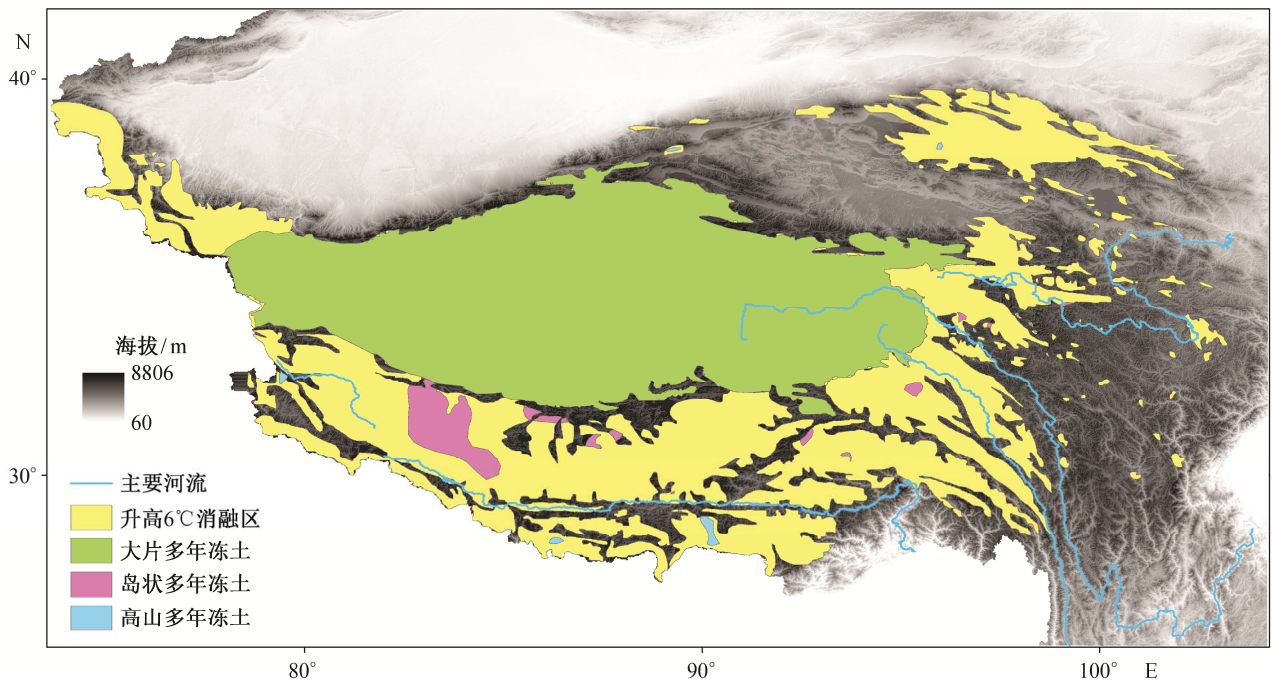 N
40°
海拔/m
8806
60
30°
主要河流
升高6℃消融区
大片多年冻土
岛状多年冻土
高山多年冻土
80°
90°
100°
E